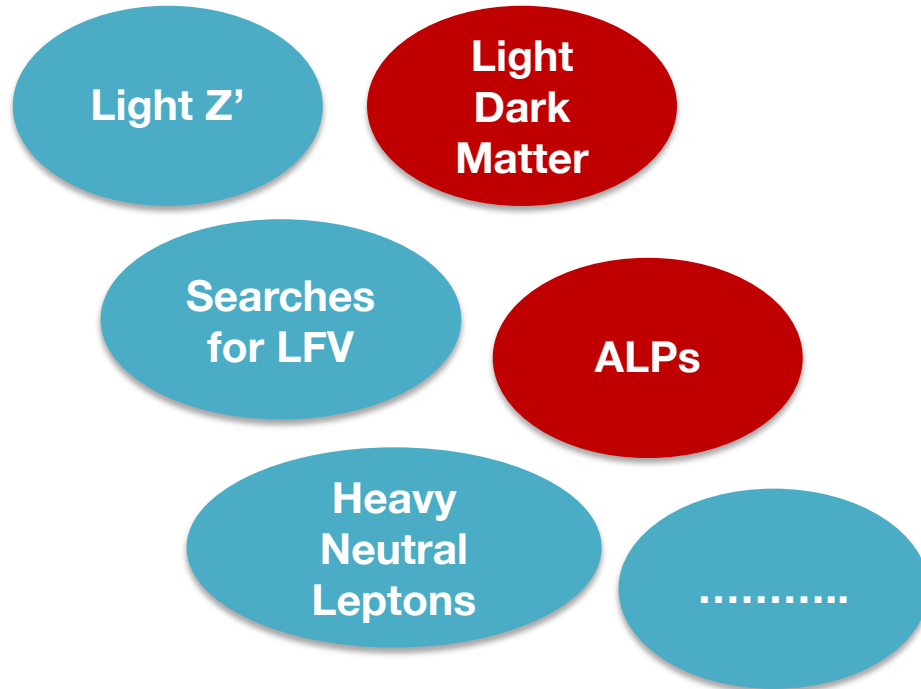 Light Z’
Light
Dark
Matter
Searches
for LFV
ALPs
Heavy
Neutral
Leptons
………..